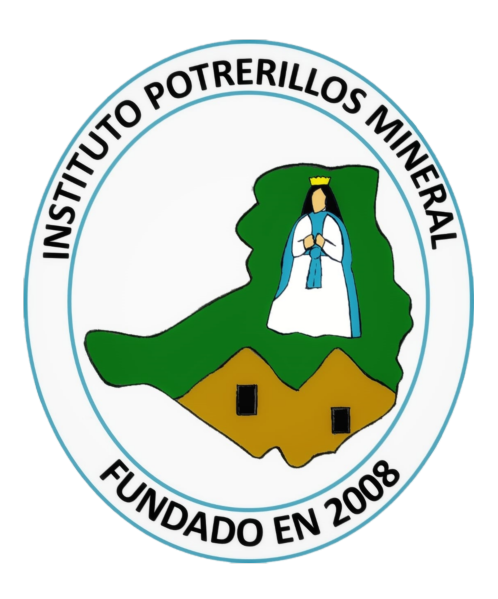 INSTITUTO POTRERILLOS MINERAL
FUNDADO EN 2008